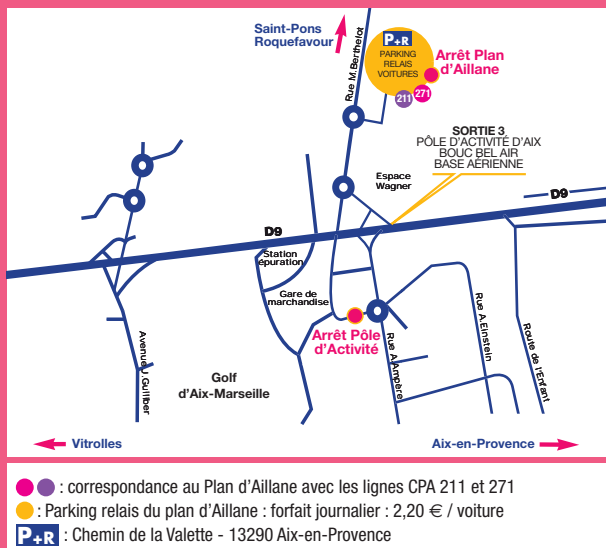 Saint-Pons
Roquefavour
Rue M.Berthelot
P+R
PARKING
RELAIS
VOITURES
Arrêt Plan
d'Aillane
211
271
SORTIE 3
PÔLE D'ACTIVITÉ D'AIX
BOUC BEL AIR
BASE AÉRIENNE
Espace
Wagner
D9
D9
Station
épuration
Gare de
marchandise
Arrêt Pôle
d'Activité
Rue A.Ampère
Rue A.Einstein
Route de l'Enfant
Avenue J.Guilliber
Golf
d'Aix-Marseille
Vitrolles
Aix-en-Provence
: correspondance au Plan d'Aillane avec les lignes CPA 211 et 271
: Parking relais du plan d'Aillane : forfait journalier : 2,20 € / voiture
P+R : Chemin de la Valette - 13290 Aix-en-Provence